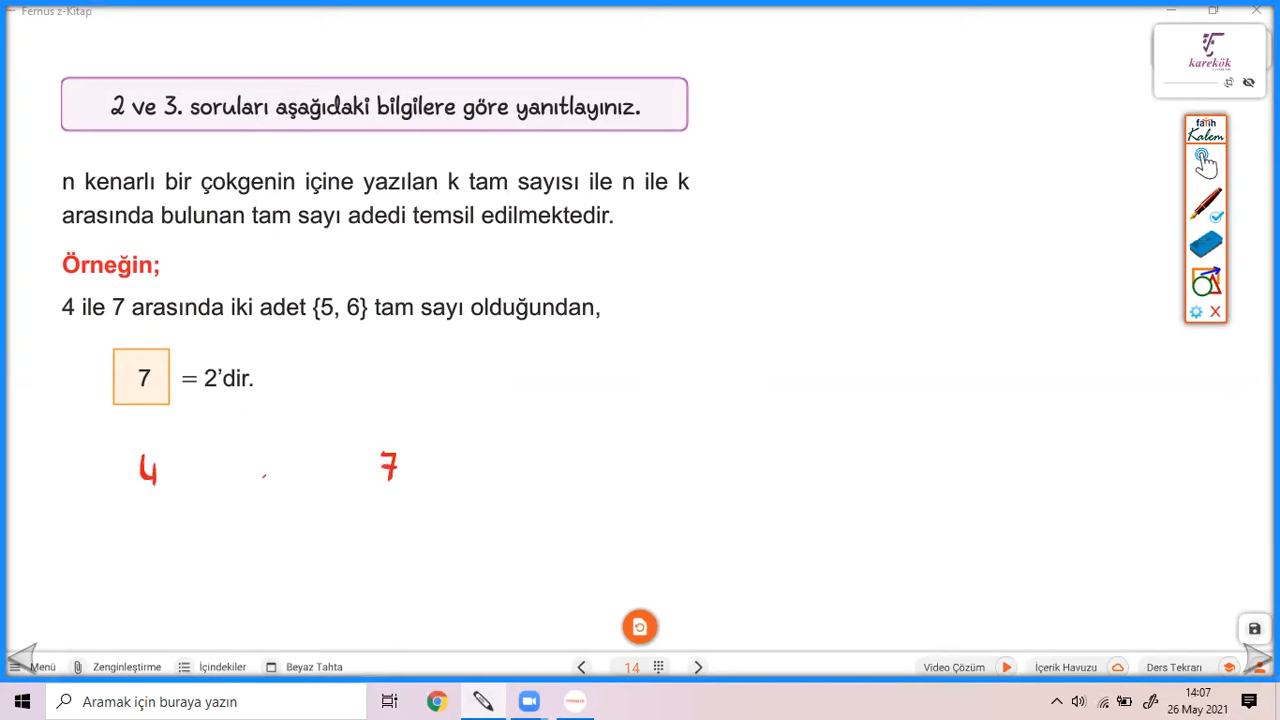 Fernus z-Kitap
karekök
2 ve 3. soruları aşağıdaki bilgilere göre yanıtlayınız.
fatih
Kalem
n kenarlı bir çokgenin içine yazılan k tam sayısı ile n ile k
arasında bulunan tam sayı adedi temsil edilmektedir.
Örneğin;
4 ile 7 arasında iki adet {5, 6} tam sayı olduğundan,
7 = 2’dir.
4 7
Menü Zenginleştirme İçindekiler Beyaz Tahta 14 Video Çözüm İçerik Havuzu Ders Tekrarı
Aramak için buraya yazın
14:07
26 May 2021